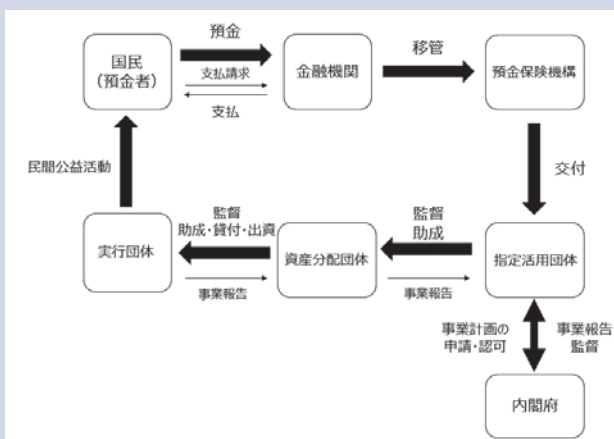 預金
移管
国民
(預金者)
支払請求
金融機関
預金保険機構
支払
民間公益活動
交付
監督
助成・貸付・出資
監督
助成
実行団体
資産分配団体
指定活用団体
事業報告
事業報告
事業計画の
申請・認可
事業報告
監督
内閣府